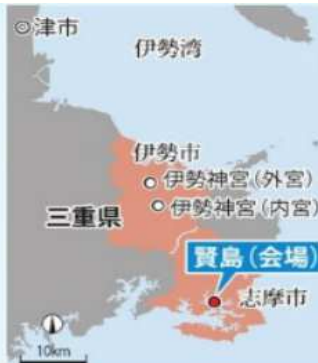 津市
伊勢湾
伊勢市
伊勢神宮(外宮)
伊勢神宮(内宮)
三重県
賢島(会場)
志摩市
10km